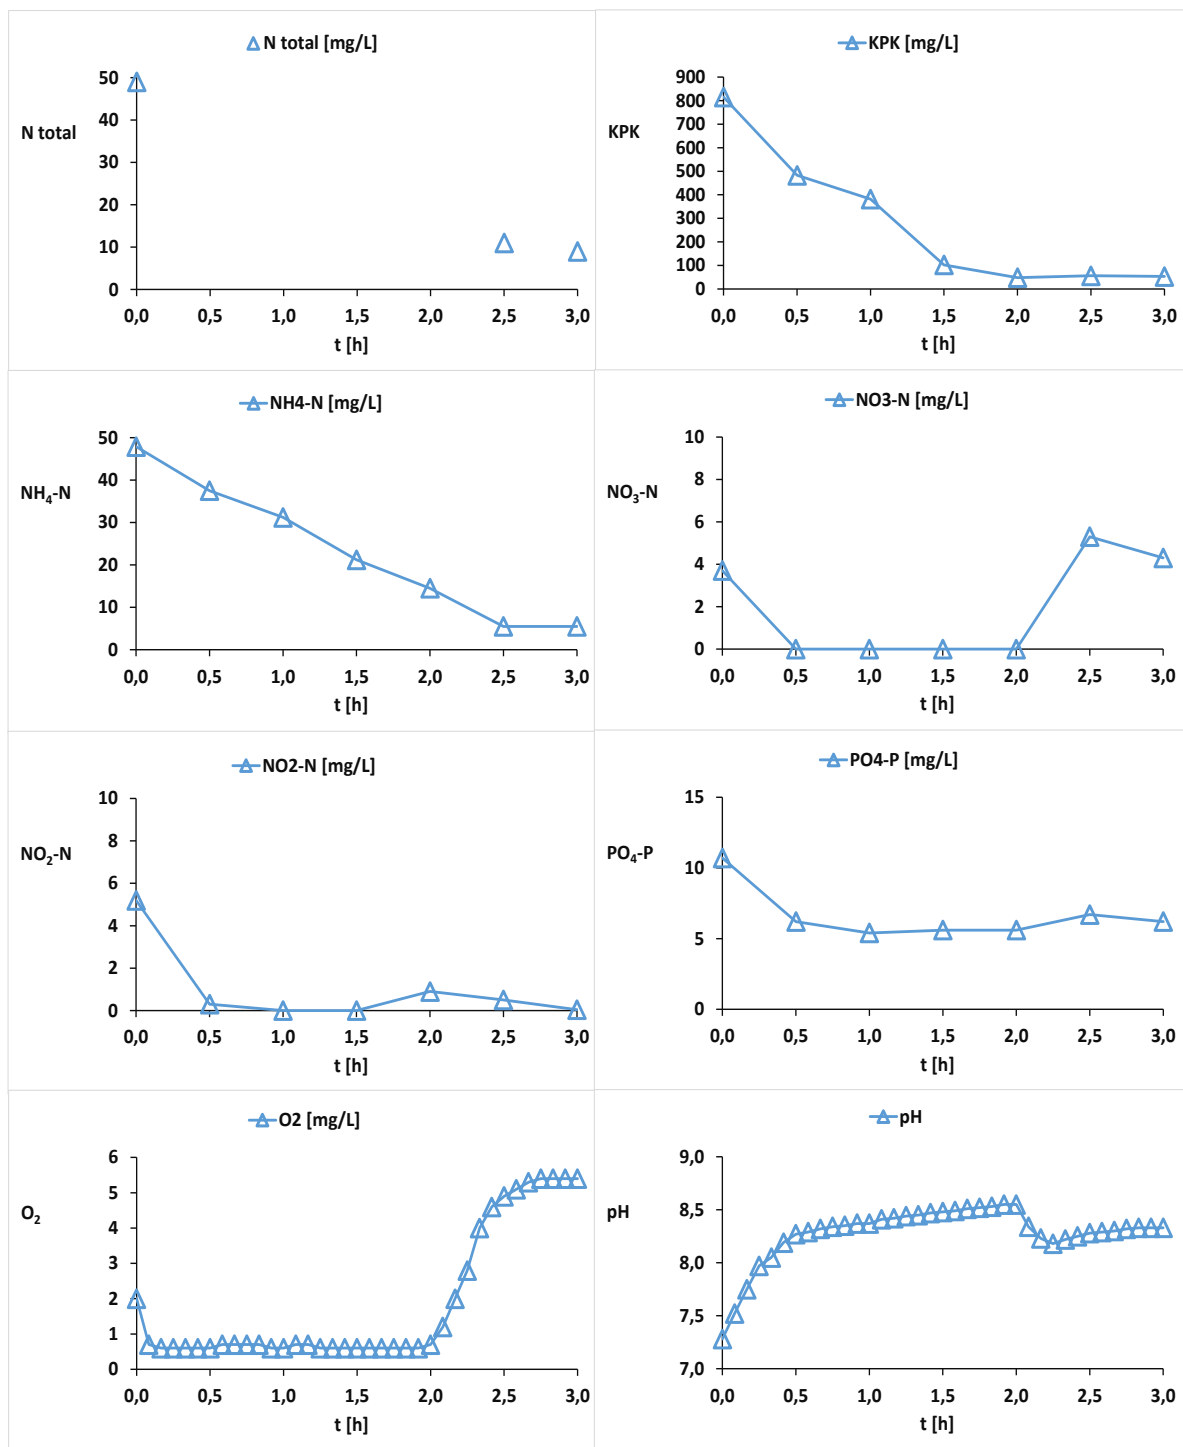 N total [mg/L]
50
40
30
20
10
0
N total
0,0 0,5 1,0 1,5 2,0 2,5 3,0
t [h]
KPK [mg/L]
900
800
700
600
500
400
300
200
100
0
KPK
0,0 0,5 1,0 1,5 2,0 2,5 3,0
t [h]
NH4-N [mg/L]
50
40
30
20
10
0
NH₄-N
0,0 0,5 1,0 1,5 2,0 2,5 3,0
t [h]
NO3-N [mg/L]
10
8
6
4
2
0
NO₃-N
0,0 0,5 1,0 1,5 2,0 2,5 3,0
t [h]
NO2-N [mg/L]
10
8
6
4
2
0
NO₂-N
0,0 0,5 1,0 1,5 2,0 2,5 3,0
t [h]
PO4-P [mg/L]
15
10
5
0
PO₄-P
0,0 0,5 1,0 1,5 2,0 2,5 3,0
t [h]
O2 [mg/L]
6
5
4
3
2
1
0
O₂
0,0 0,5 1,0 1,5 2,0 2,5 3,0
t [h]
pH
9,0
8,5
8,0
7,5
7,0
pH
0,0 0,5 1,0 1,5 2,0 2,5 3,0
t [h]